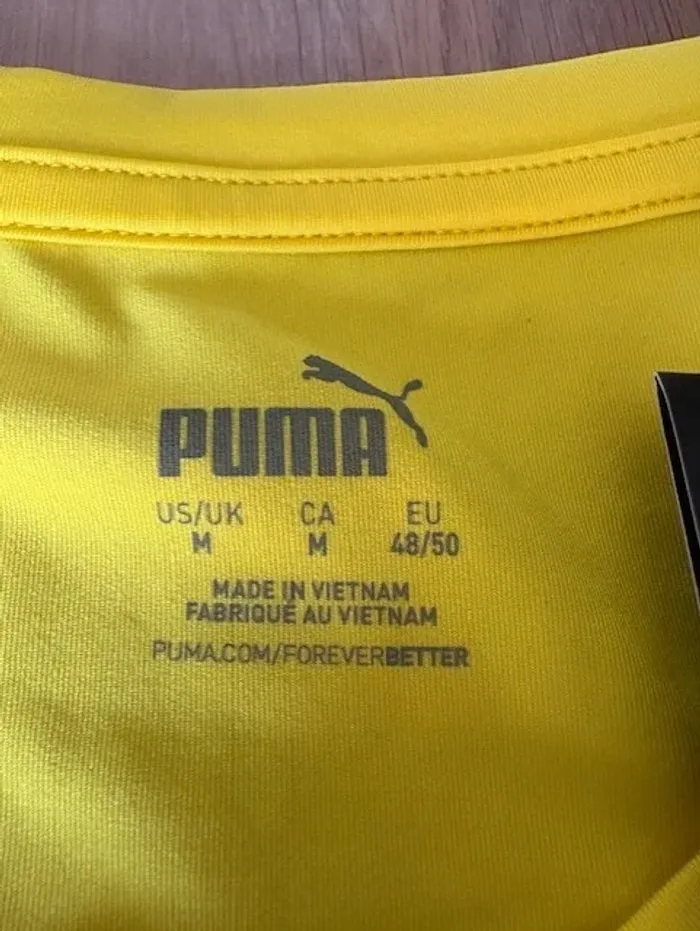 PUMA
US/UK CA EU
M M 48/50
MADE IN VIETNAM
FABRIQUÉ AU VIETNAM
PUMA.COM/FOREVERBETTER